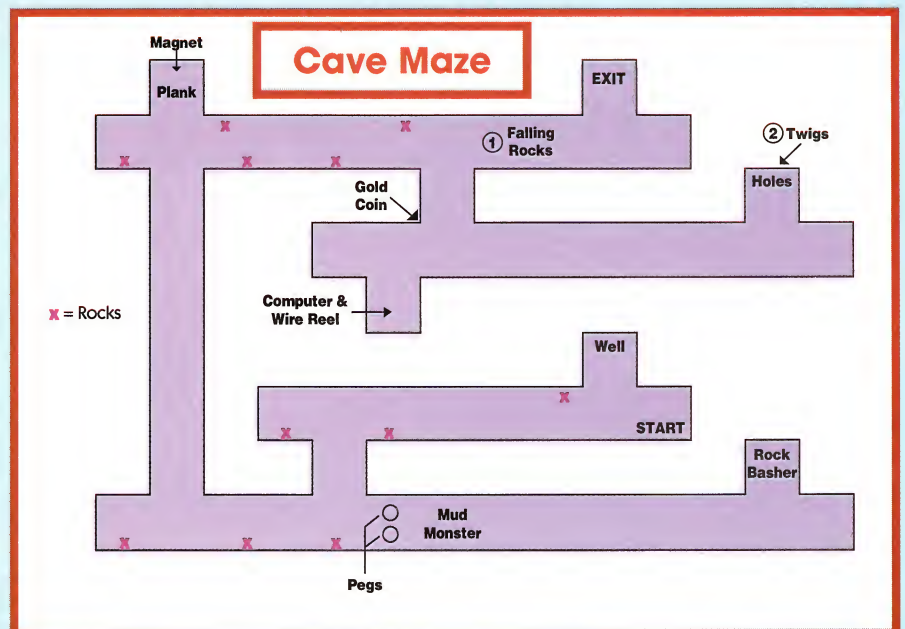 Magnet
Cave Maze
Plank
EXIT
X X
① Falling
Rocks
② Twigs
X X X
Gold
Coin
Holes
Computer &
Wire Reel
X = Rocks
Well
X
START
X X
Rock
Basher
Mud
Monster
X X X
Pegs